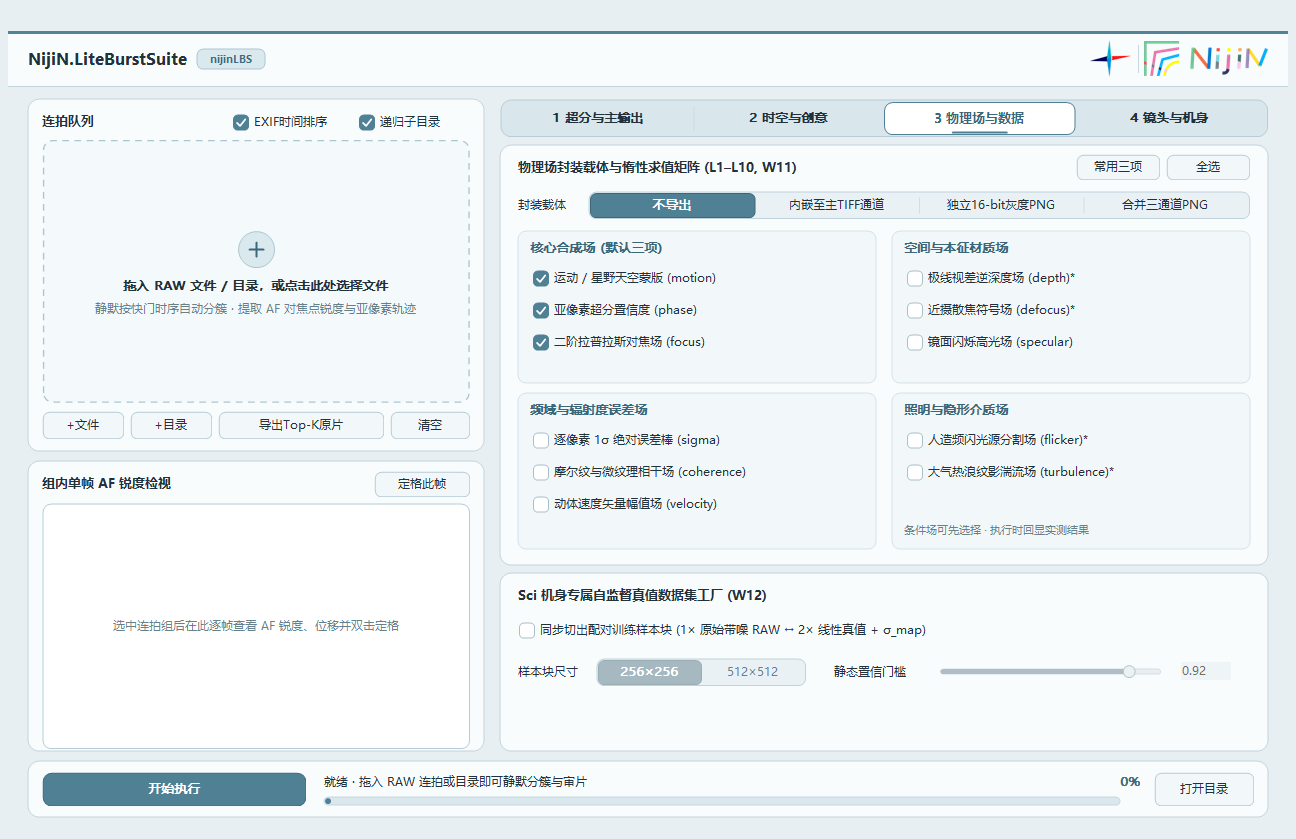 NijiN.LiteBurstSuite nijinLBS
NijiN
连拍队列 EXIF时间排序 递归子目录
拖入 RAW 文件 / 目录，或点击此处选择文件
静默按快门时序自动分簇 · 提取 AF 对焦点锐度与亚像素轨迹
+文件 +目录 导出Top-K原片 清空
组内单帧 AF 锐度检视 定格此帧
选中连拍组后在此逐帧查看 AF 锐度、位移并双击定格
1 超分与主输出 2 时空与创意 3 物理场与数据 4 镜头与机身
物理场封装载体与惰性求值矩阵 (L1–L10, W11) 常用三项 全选
封装载体 不导出 内嵌至主TIFF通道 独立16-bit灰度PNG 合并三通道PNG
核心合成场 (默认三项)
运动 / 星野天空蒙版 (motion)
亚像素超分置信度 (phase)
二阶拉普拉斯对焦场 (focus)
空间与本征材质场
极线视差逆深度场 (depth)*
近摄散焦符号场 (defocus)*
镜面闪烁高光场 (specular)
频域与辐射度误差场
逐像素 1σ 绝对误差棒 (sigma)
摩尔纹与微纹理相干场 (coherence)
动体速度矢量幅值场 (velocity)
照明与隐形介质场
人造频闪光源分割场 (flicker)*
大气热浪纹影湍流场 (turbulence)*
条件场可先选择 · 执行时回显实测结果
Sci 机身专属自监督真值数据集工厂 (W12)
同步切出配对训练样本块 (1× 原始带噪 RAW ↔ 2× 线性真值 + σ_map)
样本块尺寸 256×256 512×512 静态置信门槛 0.92
开始执行 就绪 · 拖入 RAW 连拍或目录即可静默分簇与审片 0% 打开目录